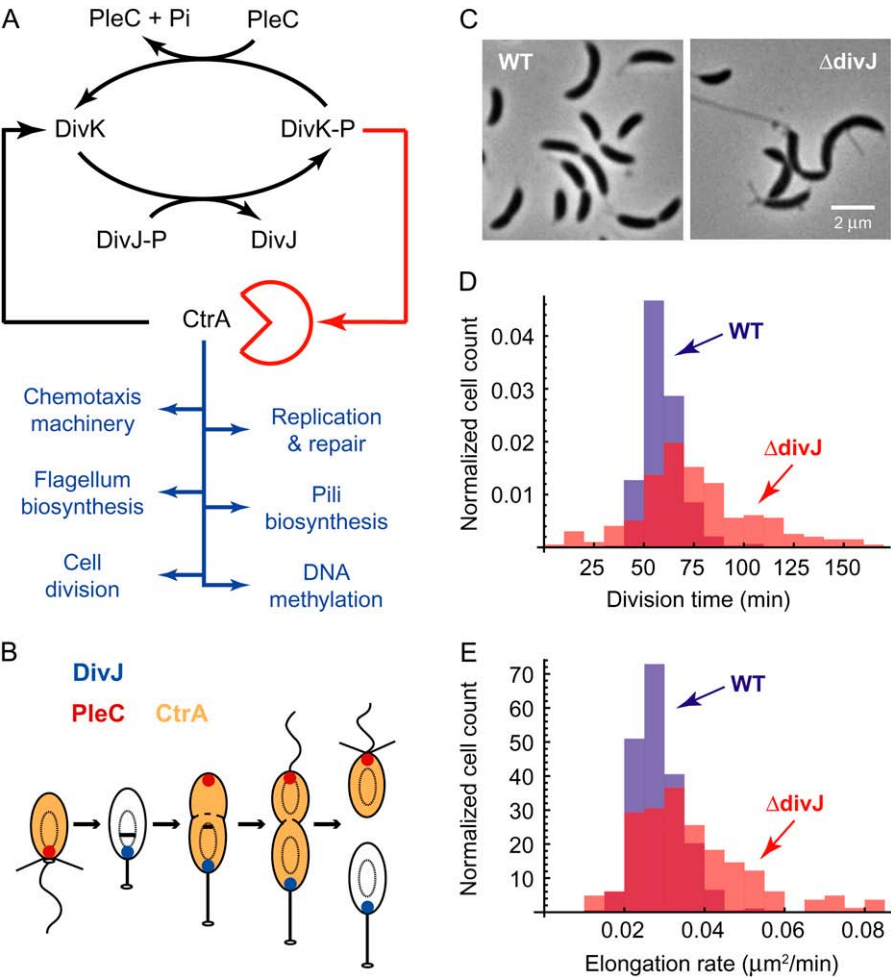 A
PleC + Pi
PleC
DivK
DivK-P
DivJ-P
DivJ
CtrA
Chemotaxis
machinery
Replication
& repair
Flagellum
biosynthesis
Pili
biosynthesis
Cell
division
DNA
methylation
B
DivJ
PleC
CtrA
C
WT
ΔdivJ
2 μm
D
Normalized cell count
0.04
0.03
0.02
0.01
WT
ΔdivJ
25
50
75
100
125
150
Division time (min)
E
Normalized cell count
70
60
50
40
30
20
10
WT
ΔdivJ
0.02
0.04
0.06
0.08
Elongation rate (μm²/min)